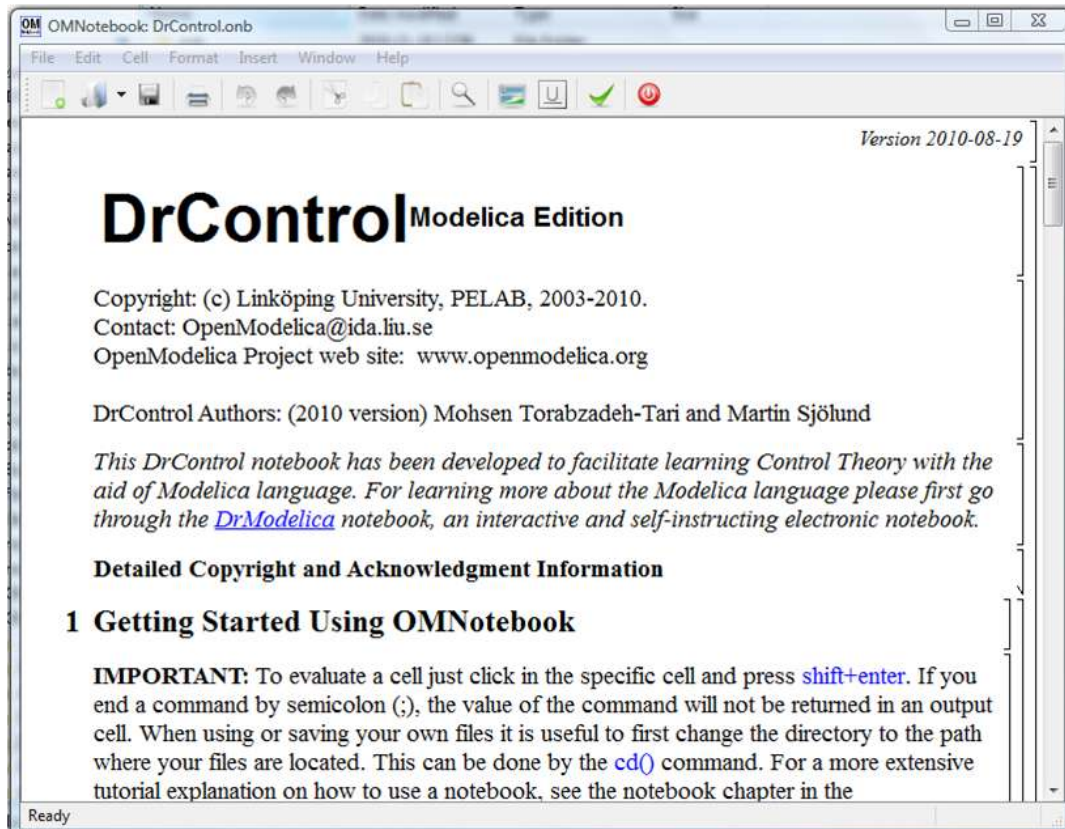 OMNotebook: DrControl.onb
File Edit Cell Format Insert Window Help
Version 2010-08-19
DrControl Modelica Edition
Copyright: (c) Linköping University, PELAB, 2003-2010.
Contact: OpenModelica@ida.liu.se
OpenModelica Project web site: www.openmodelica.org
DrControl Authors: (2010 version) Mohsen Torabzadeh-Tari and Martin Sjölund
This DrControl notebook has been developed to facilitate learning Control Theory with the
aid of Modelica language. For learning more about the Modelica language please first go
through the DrModelica notebook, an interactive and self-instructing electronic notebook.
Detailed Copyright and Acknowledgment Information
1 Getting Started Using OMNotebook
IMPORTANT: To evaluate a cell just click in the specific cell and press shift+enter. If you
end a command by semicolon (;), the value of the command will not be returned in an output
cell. When using or saving your own files it is useful to first change the directory to the path
where your files are located. This can be done by the cd() command. For a more extensive
tutorial explanation on how to use a notebook, see the notebook chapter in the
Ready